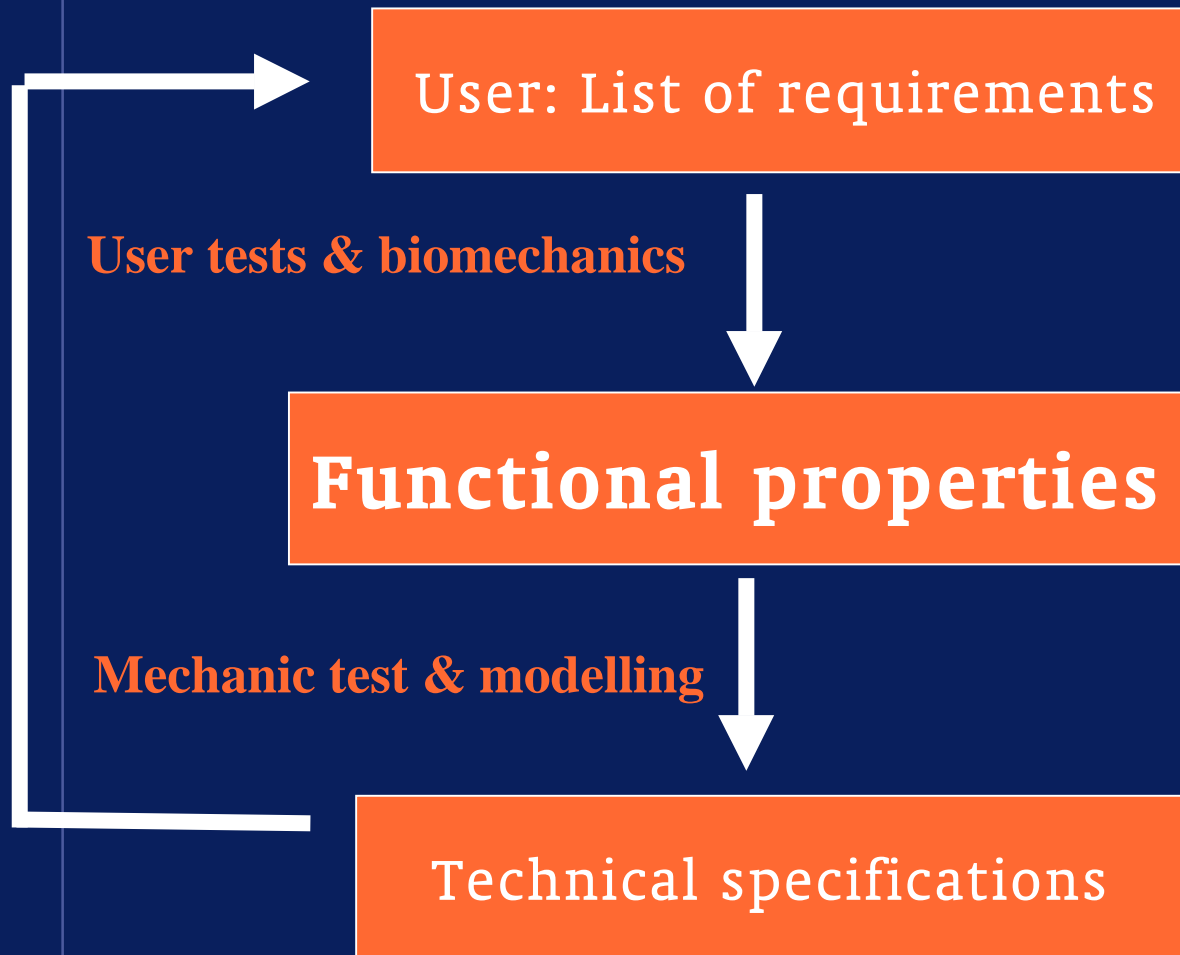 User: List of requirements
User tests & biomechanics
Functional properties
Mechanic test & modelling
Technical specifications